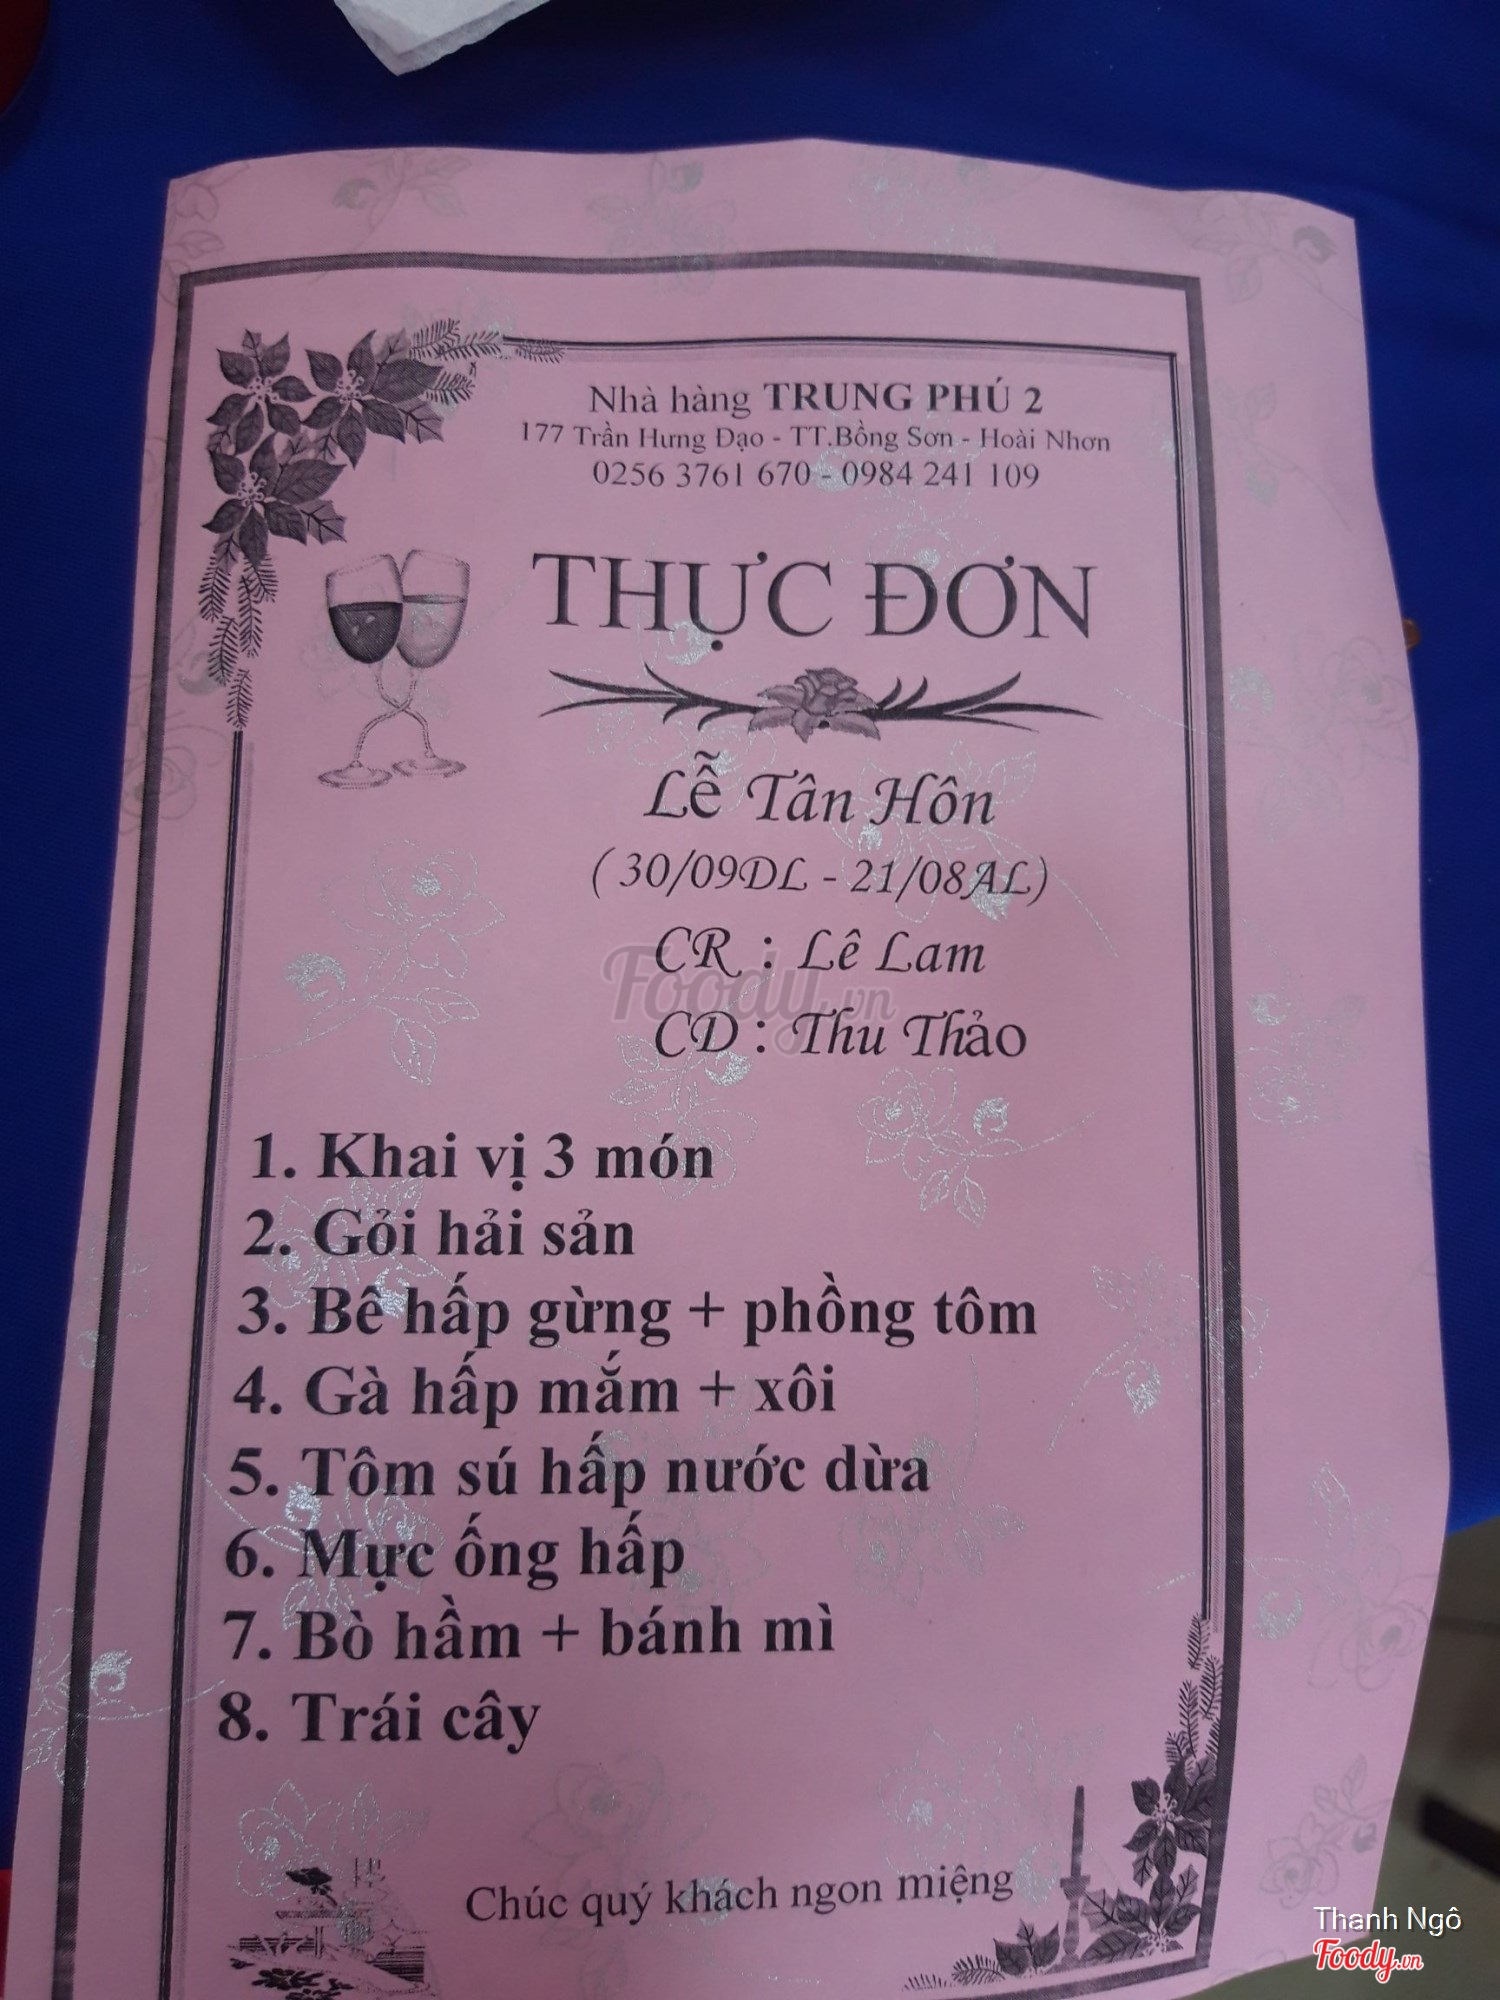 Nhà hàng TRUNG PHÚ 2
177 Trần Hưng Đạo - TT.Bồng Sơn - Hoài Nhơn
0256 3761 670 - 0984 241 109
THỰC ĐƠN
Lễ Tân Hôn
( 30/09DL - 21/08AL)
CR : Lê Lam
CD : Thu Thảo
Foody.vn
1. Khai vị 3 món
2. Gỏi hải sản
3. Bê hấp gừng + phồng tôm
4. Gà hấp mắm + xôi
5. Tôm sú hấp nước dừa
6. Mực ống hấp
7. Bò hầm + bánh mì
8. Trái cây
Chúc quý khách ngon miệng
Thanh Ngô
Foody.vn